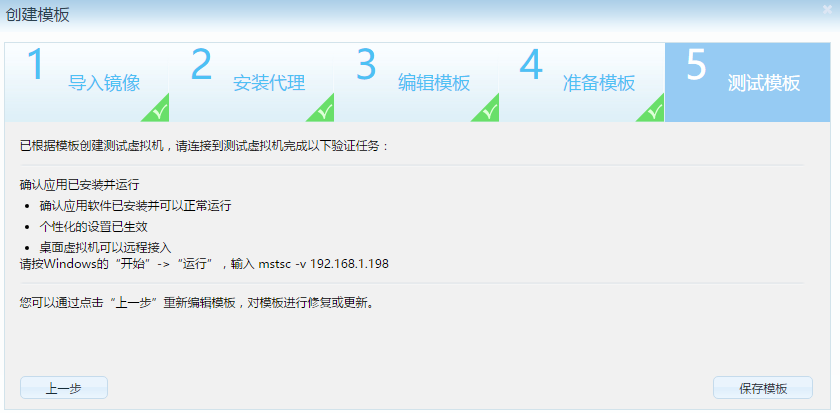 创建模板
1 导入镜像 2 安装代理 3 编辑模板 4 准备模板 5 测试模板
已根据模板创建测试虚拟机，请连接到测试虚拟机完成以下验证任务：
确认应用已安装并运行
• 确认应用软件已安装并可以正常运行
• 个性化的设置已生效
• 桌面虚拟机可以远程接入
请按Windows的“开始”->“运行”，输入 mstsc -v 192.168.1.198
您可以通过点击“上一步”重新编辑模板，对模板进行修复或更新。
上一步 保存模板